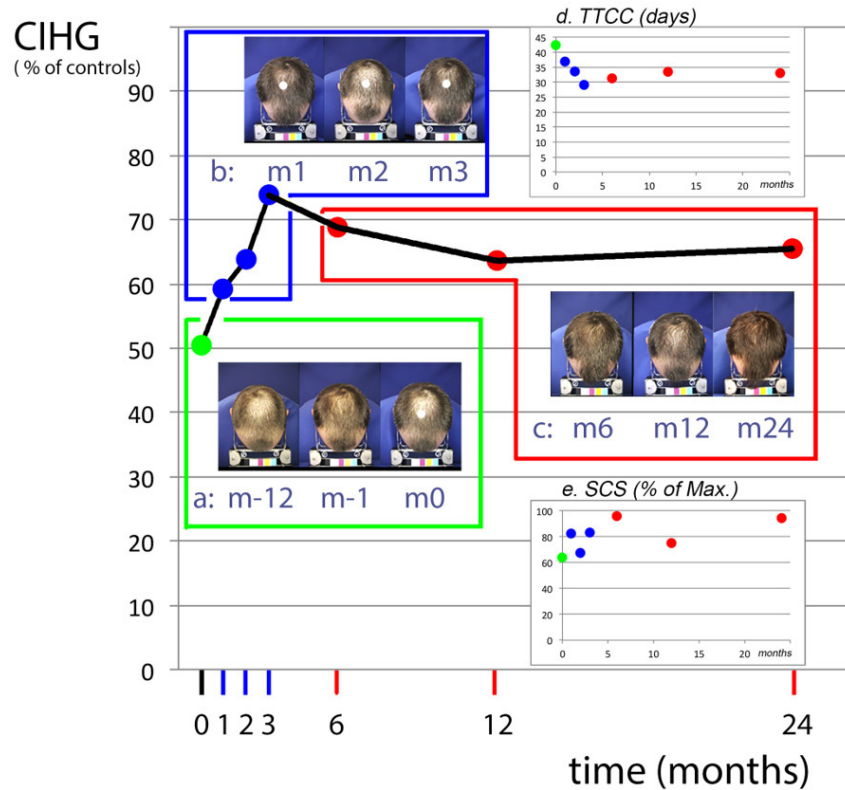 CIHG
( % of controls)
90
80
70
60
50
40
30
20
10
0
b: m1 m2 m3
a: m-12 m-1 m0
c: m6 m12 m24
d. TTCC (days)
45
40
35
30
25
20
15
10
5
0
0 5 10 15 20 months
e. SCS (% of Max.)
100
80
60
40
20
0
0 5 10 15 20 months
0 1 2 3 6 12 24
time (months)